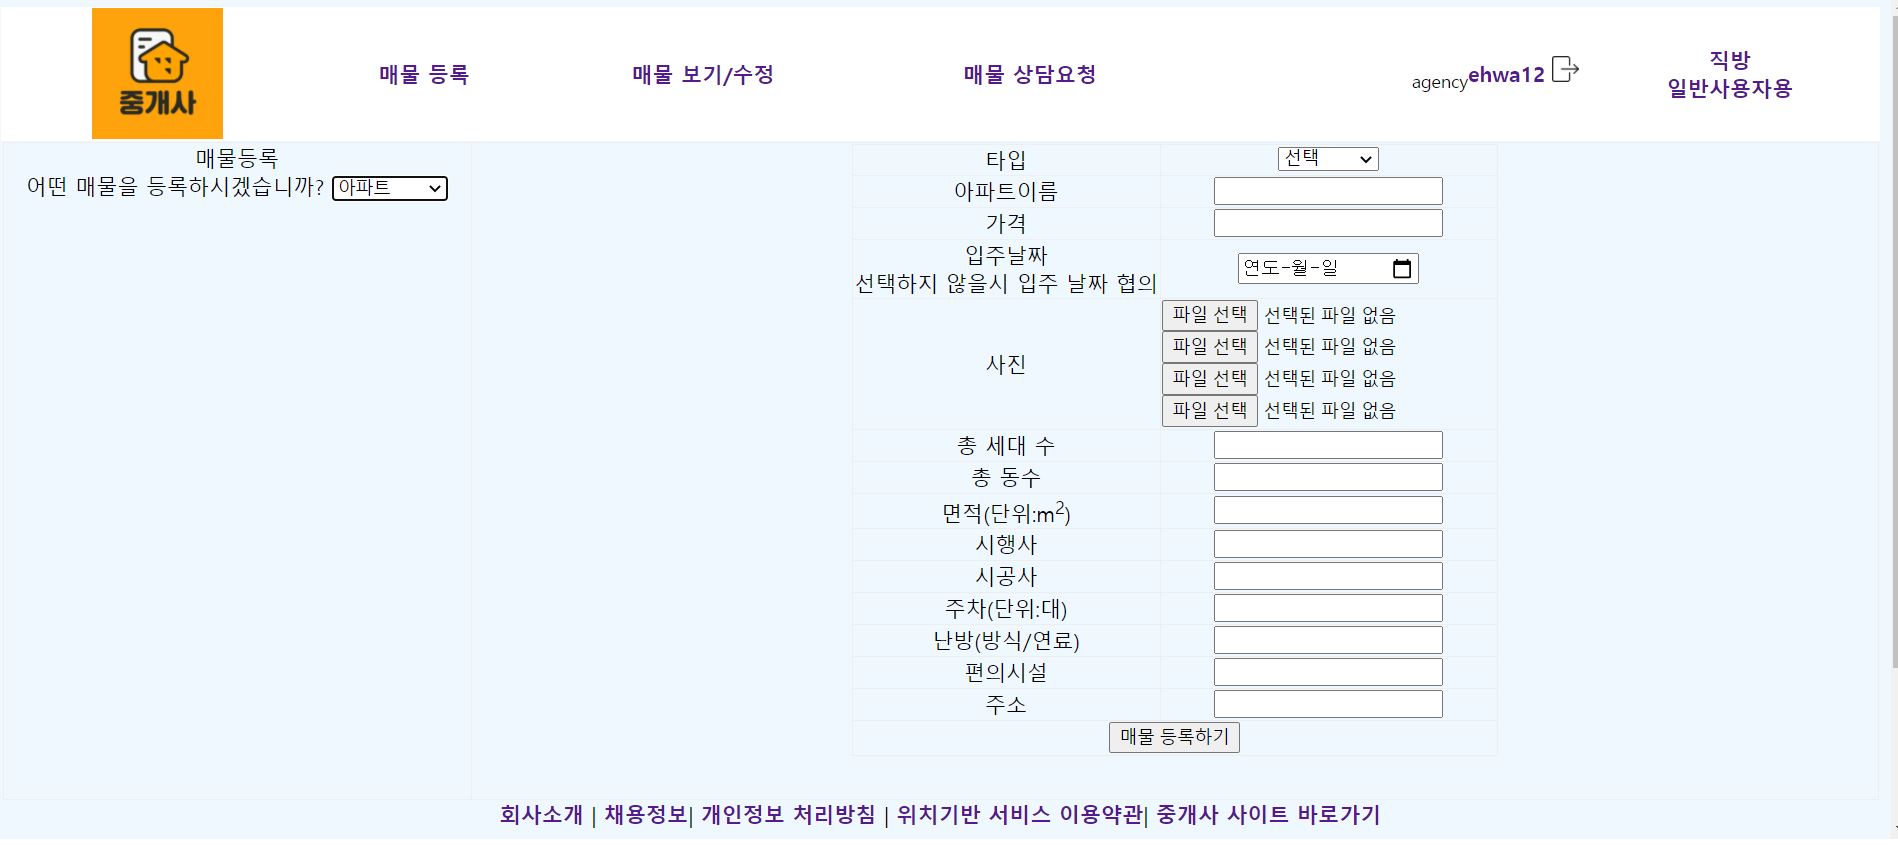 중개사
매물 등록
매물 보기/수정
매물 상담요청
agencyehwa12
직방
일반사용자용
매물등록
어떤 매물을 등록하시겠습니까? 아파트
타입 선택
아파트이름
가격
입주날짜
선택하지 않을시 입주 날짜 협의
연도-월-일
사진
파일 선택 선택된 파일 없음
파일 선택 선택된 파일 없음
파일 선택 선택된 파일 없음
파일 선택 선택된 파일 없음
총 세대 수
총 동수
면적(단위:m²)
시행사
시공사
주차(단위:대)
난방(방식/연료)
편의시설
주소
매물 등록하기
회사소개 | 채용정보| 개인정보 처리방침 | 위치기반 서비스 이용약관| 중개사 사이트 바로가기